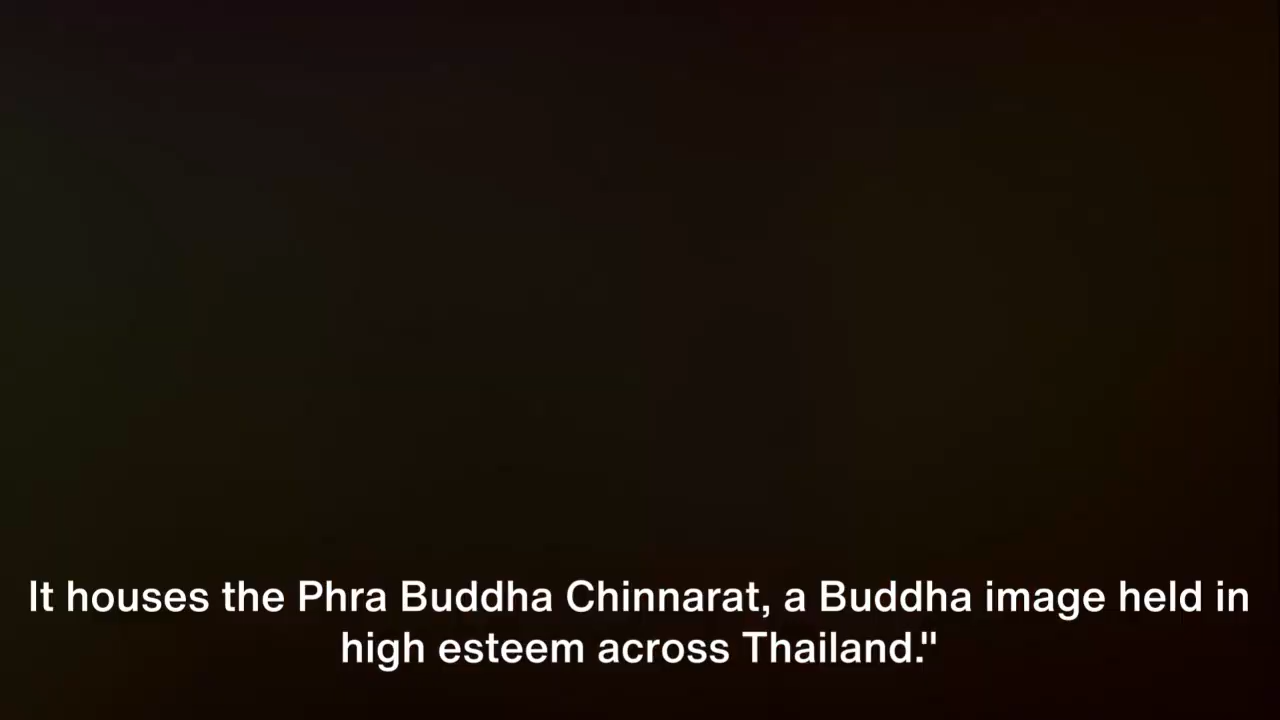 It houses the Phra Buddha Chinnarat, a Buddha image held in
high esteem across Thailand."